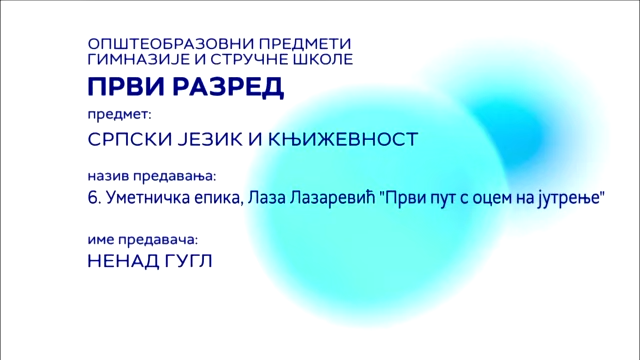 ОПШТЕОБРАЗОВНИ ПРЕДМЕТИ
ГИМНАЗИЈЕ И СТРУЧНЕ ШКОЛЕ
ПРВИ РАЗРЕД
предмет:
СРПСКИ ЈЕЗИК И КЊИЖЕВНОСТ
назив предавања:
6. Уметничка епика, Лаза Лазаревић "Први пут с оцем на јутрење"
име предавача:
НЕНАД ГУГЛ